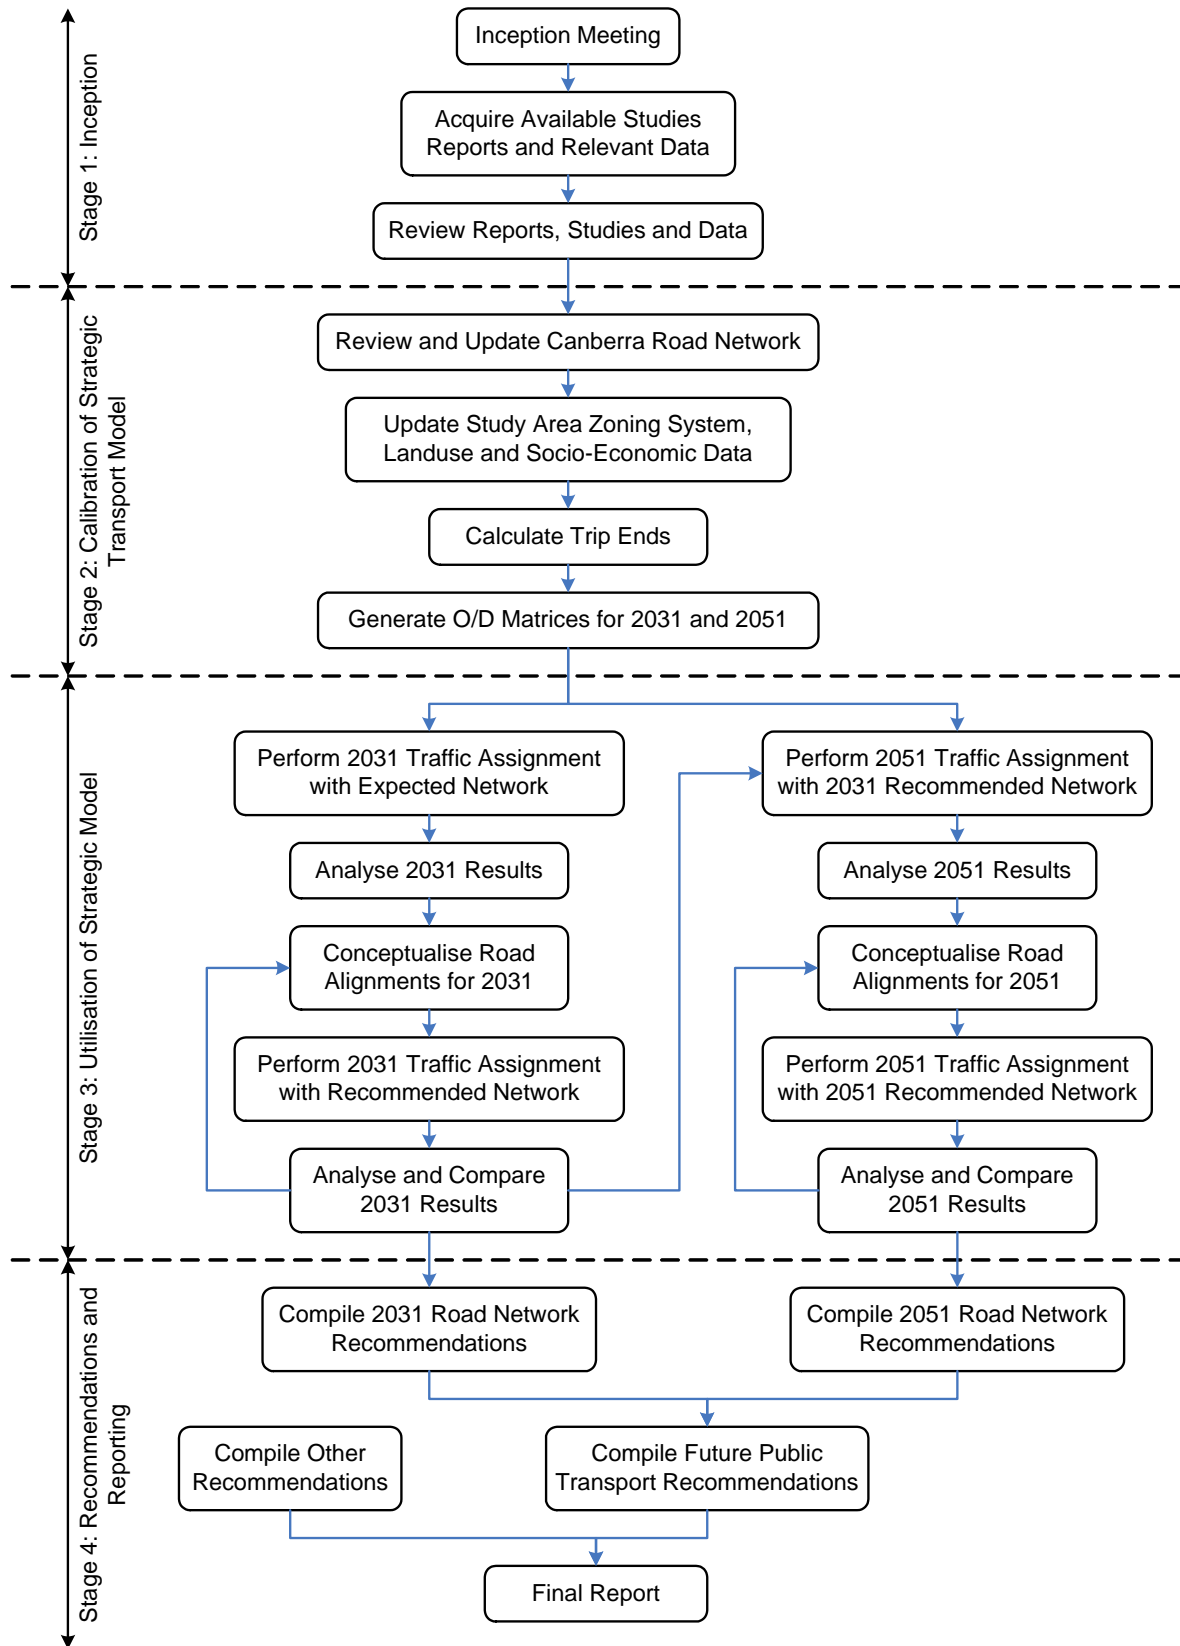 Stage 1: Inception
Inception Meeting
Acquire Available Studies
Reports and Relevant Data
Review Reports, Studies and Data
Stage 2: Calibration of Strategic
Transport Model
Review and Update Canberra Road Network
Update Study Area Zoning System,
Landuse and Socio-Economic Data
Calculate Trip Ends
Generate O/D Matrices for 2031 and 2051
Stage 3: Utilisation of Strategic Model
Perform 2031 Traffic Assignment
with Expected Network
Analyse 2031 Results
Conceptualise Road
Alignments for 2031
Perform 2031 Traffic Assignment
with Recommended Network
Analyse and Compare
2031 Results
Perform 2051 Traffic Assignment
with 2031 Recommended Network
Analyse 2051 Results
Conceptualise Road
Alignments for 2051
Perform 2051 Traffic Assignment
with 2051 Recommended Network
Analyse and Compare
2051 Results
Stage 4: Recommendations and
Reporting
Compile 2031 Road Network
Recommendations
Compile 2051 Road Network
Recommendations
Compile Other
Recommendations
Compile Future Public
Transport Recommendations
Final Report